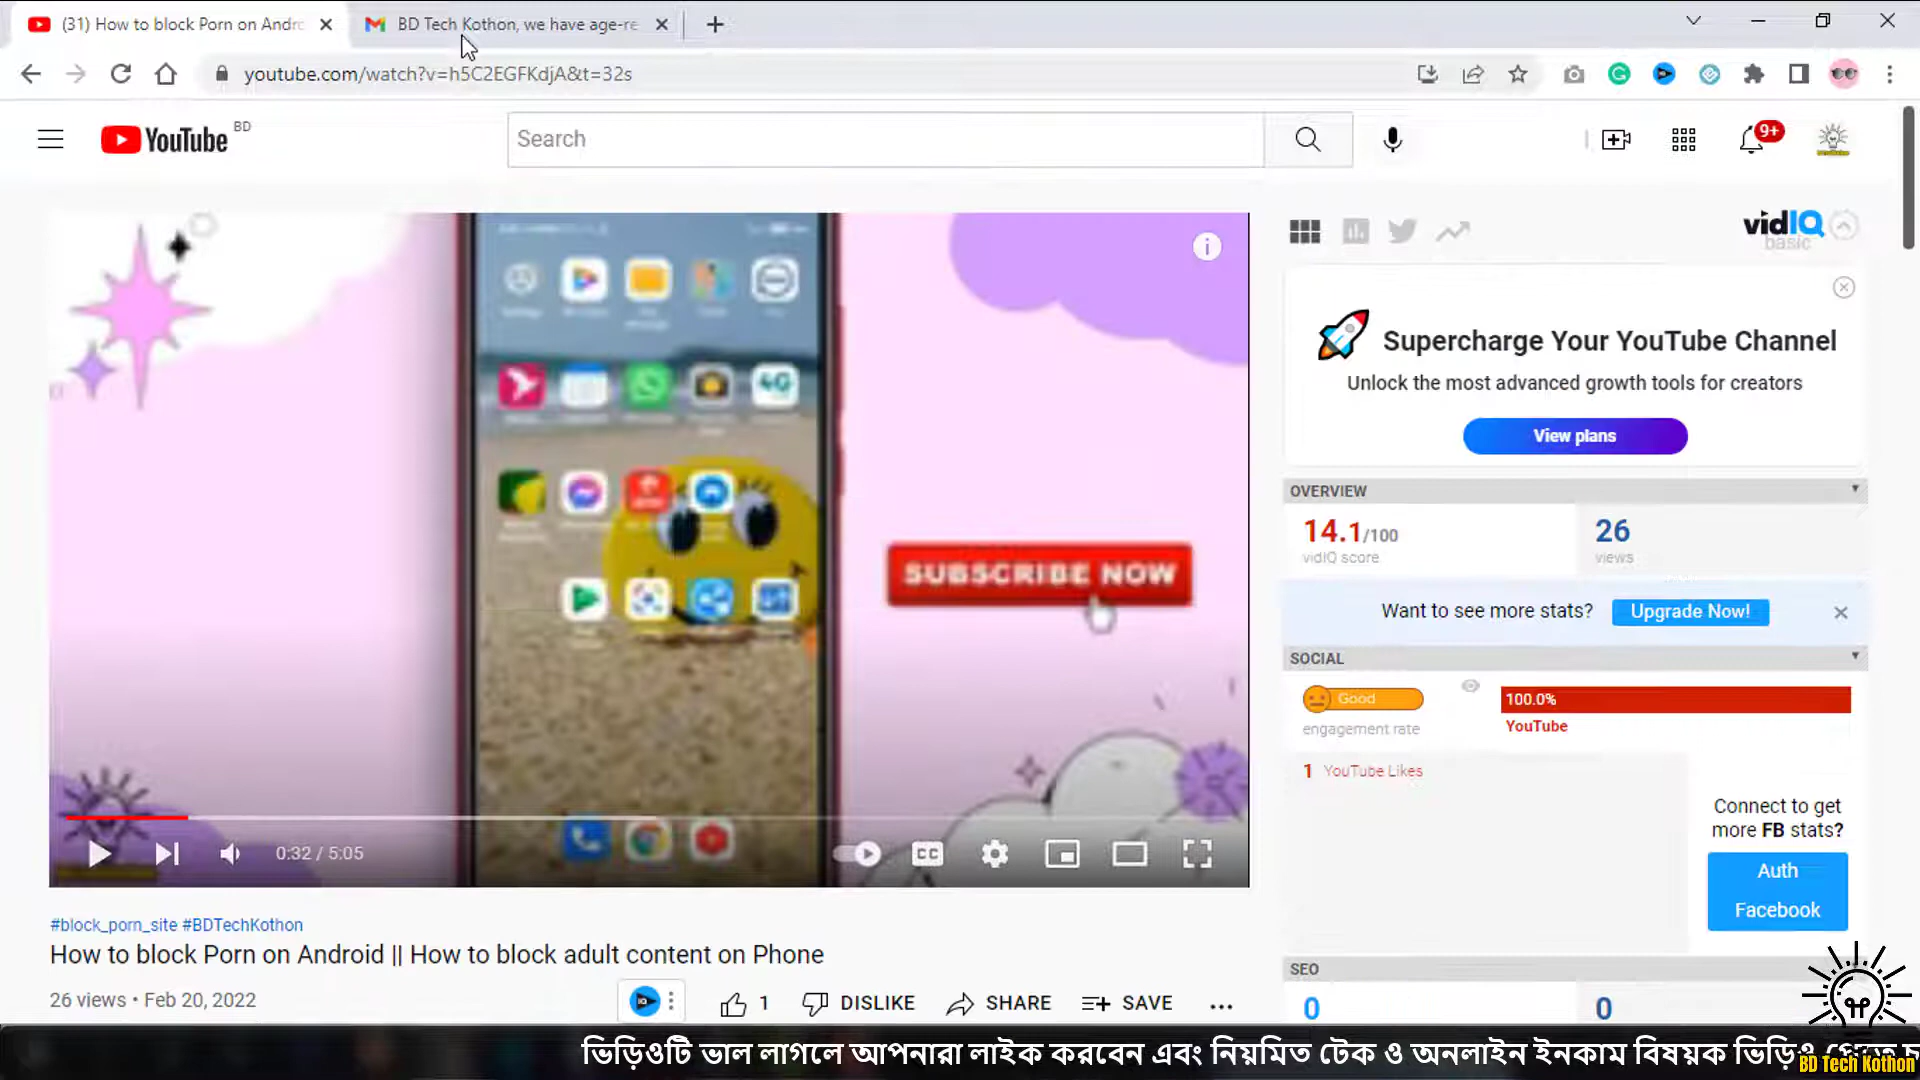 (31) How to block Porn on Andro
BD Tech Kothon, we have age-re
youtube.com/watch?v=h5C2EGFKdjA&t=32s
YouTube BD
Search
9+
vidIQ
basic
Supercharge Your YouTube Channel
Unlock the most advanced growth tools for creators
View plans
OVERVIEW
14.1/100
vidIQ score
26
views
Want to see more stats? Upgrade Now!
SOCIAL
Good
engagement rate
100.0%
YouTube
1 YouTube Likes
Connect to get
more FB stats?
Auth
Facebook
SEO
0
0
4G
SUBSCRIBE NOW
0:32 / 5:05
CC
#block_porn_site #BDTechKothon
How to block Porn on Android || How to block adult content on Phone
26 views • Feb 20, 2022
1
DISLIKE
SHARE
SAVE
ভিডিওটি ভাল লাগলে আপনারা লাইক করবেন এবং নিয়মিত টেক ও অনলাইন ইনকাম বিষয়ক
BD Tech Kothon